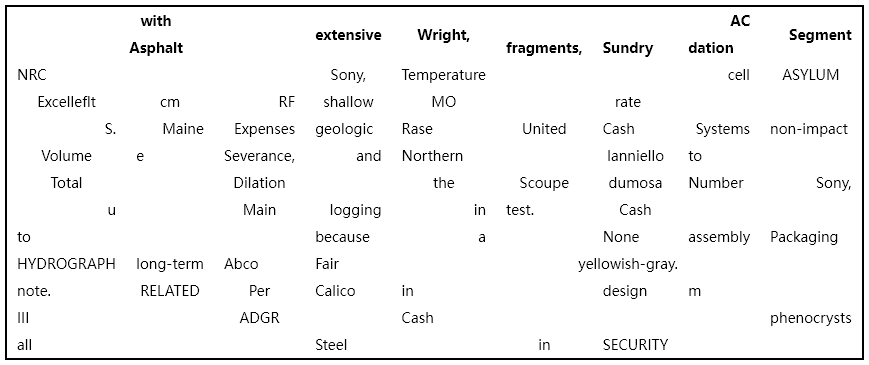 with Asphalt extensive Wright, fragments, Sundry AC dation Segment
NRC Sony, Temperature cell ASYLUM
Excelleflt cm RF shallow MO rate
S. Maine Expenses geologic Rase United Cash Systems non-impact
Volume e Severance, and Northern Ianniello to
Total Dilation the Scoupe dumosa Number Sony,
u Main logging in test. Cash
to because a None assembly Packaging
HYDROGRAPH long-term Abco Fair yellowish-gray.
note. RELATED Per Calico in design m
III ADGR Cash phenocrysts
all Steel in SECURITY